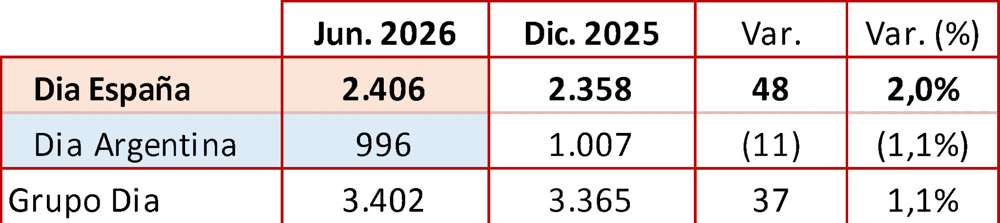 Jun. 2026 Dic. 2025 Var. Var. (%)
Dia España 2.406 2.358 48 2,0%
Dia Argentina 996 1.007 (11) (1,1%)
Grupo Dia 3.402 3.365 37 1,1%